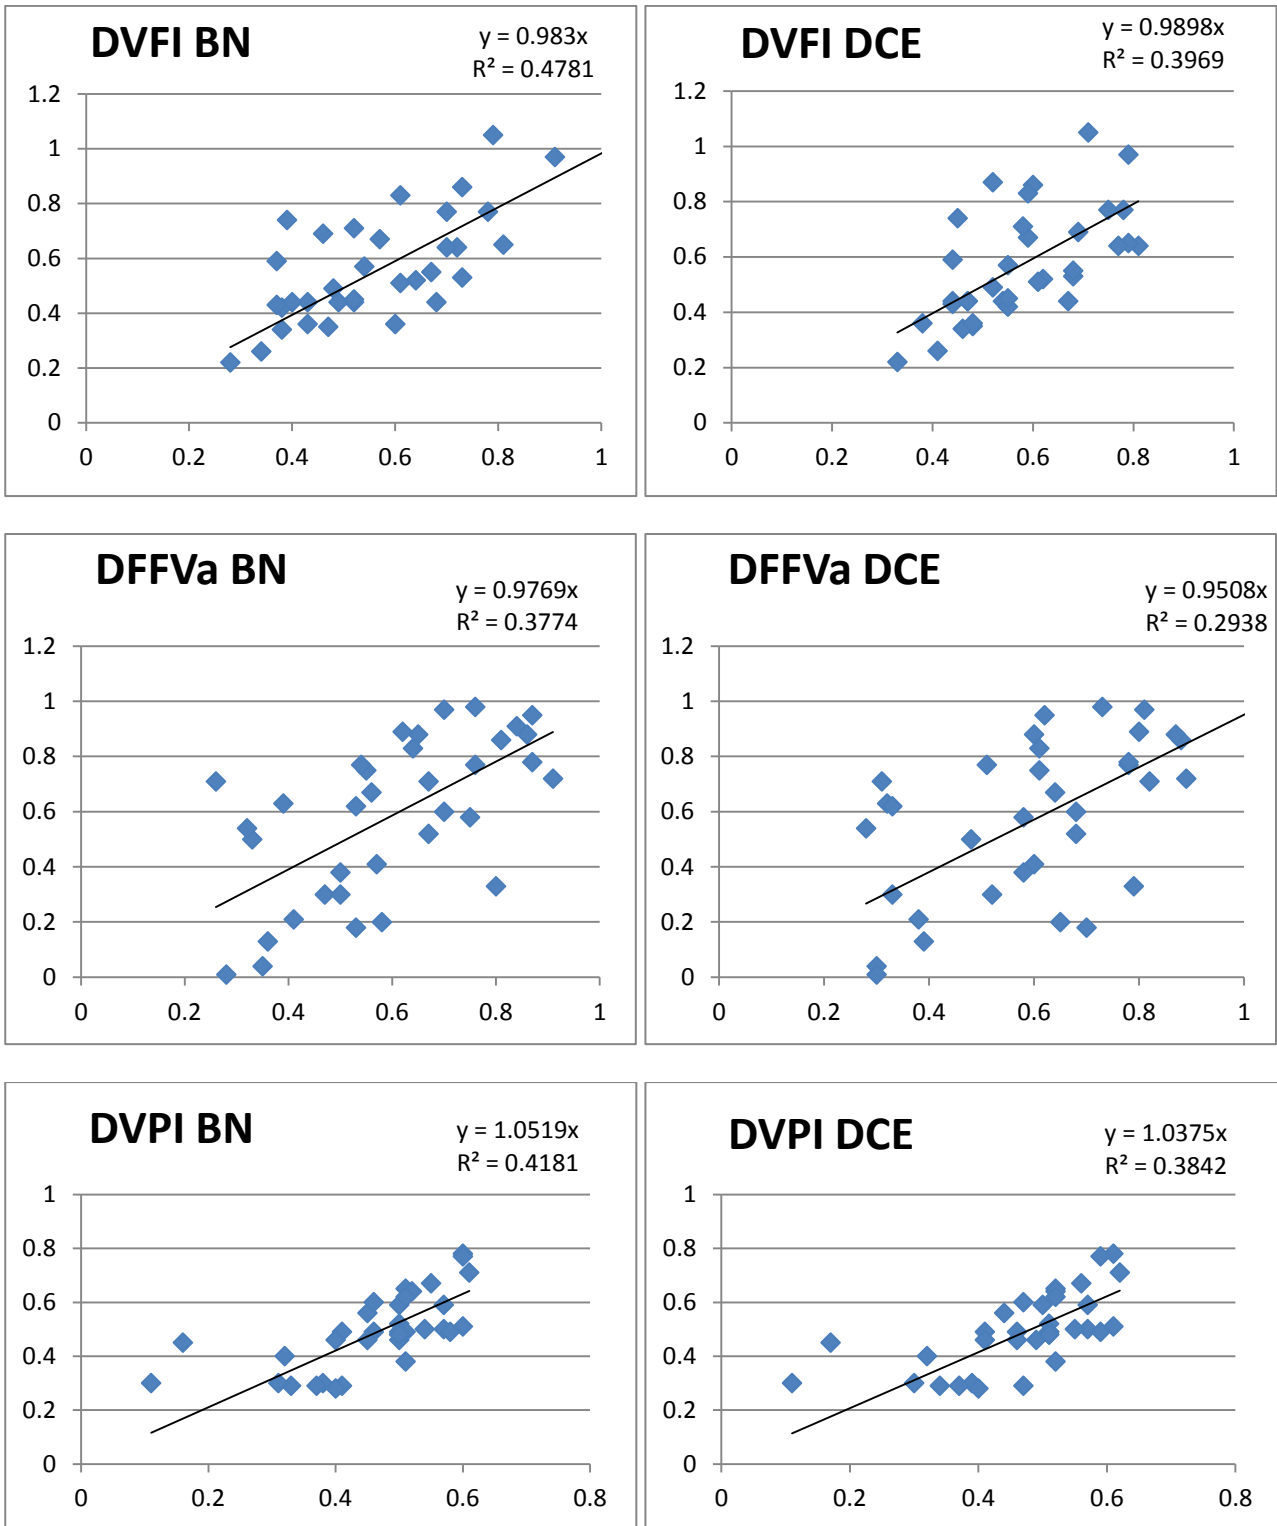 DVFI BN
y = 0.983x
R² = 0.4781
1.2
1
0.8
0.6
0.4
0.2
0
0 0.2 0.4 0.6 0.8 1
DVFI DCE
y = 0.9898x
R² = 0.3969
1.2
1
0.8
0.6
0.4
0.2
0
0 0.2 0.4 0.6 0.8 1
DFFVa BN
y = 0.9769x
R² = 0.3774
1.2
1
0.8
0.6
0.4
0.2
0
0 0.2 0.4 0.6 0.8 1
DFFVa DCE
y = 0.9508x
R² = 0.2938
1.2
1
0.8
0.6
0.4
0.2
0
0 0.2 0.4 0.6 0.8 1
DVPI BN
y = 1.0519x
R² = 0.4181
1
0.8
0.6
0.4
0.2
0
0 0.2 0.4 0.6 0.8
DVPI DCE
y = 1.0375x
R² = 0.3842
1
0.8
0.6
0.4
0.2
0
0 0.2 0.4 0.6 0.8